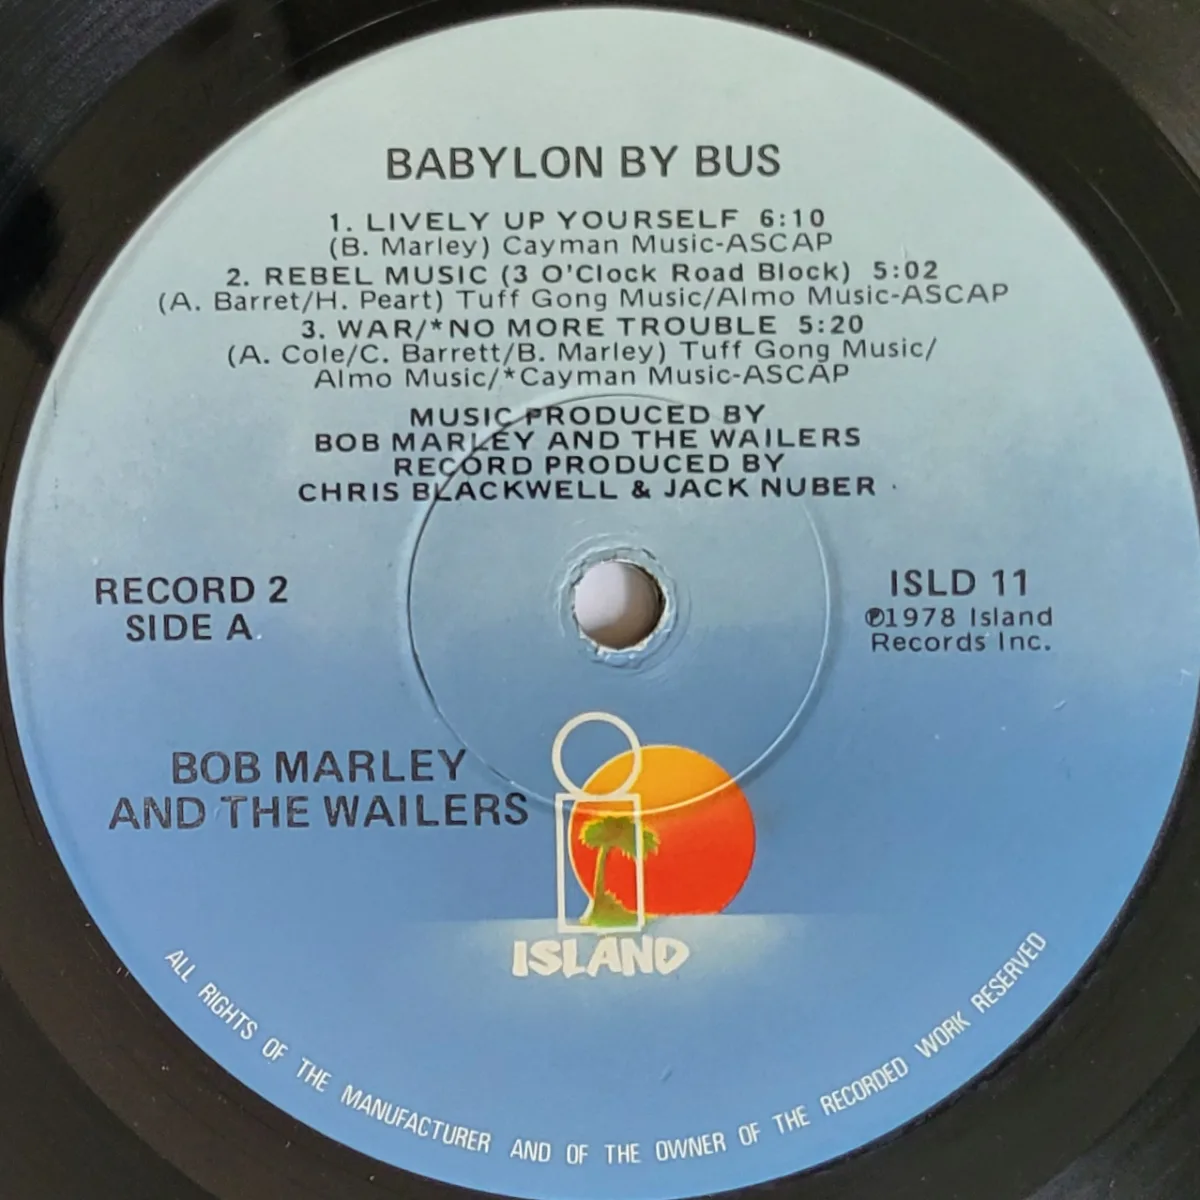 BABYLON BY BUS
1. LIVELY UP YOURSELF 6:10
(B. Marley) Cayman Music-ASCAP
2. REBEL MUSIC (3 O'Clock Road Block) 5:02
(A. Barret/H. Peart) Tuff Gong Music/Almo Music-ASCAP
3. WAR/*NO MORE TROUBLE 5:20
(A. Cole/C. Barrett/B. Marley) Tuff Gong Music/
Almo Music/*Cayman Music-ASCAP
MUSIC PRODUCED BY
BOB MARLEY AND THE WAILERS
RECORD PRODUCED BY
CHRIS BLACKWELL & JACK NUBER
RECORD 2
SIDE A
ISLD 11
℗1978 Island
Records Inc.
BOB MARLEY
AND THE WAILERS
ISLAND
ALL RIGHTS OF THE MANUFACTURER AND OF THE OWNER OF THE RECORDED WORK RESERVED